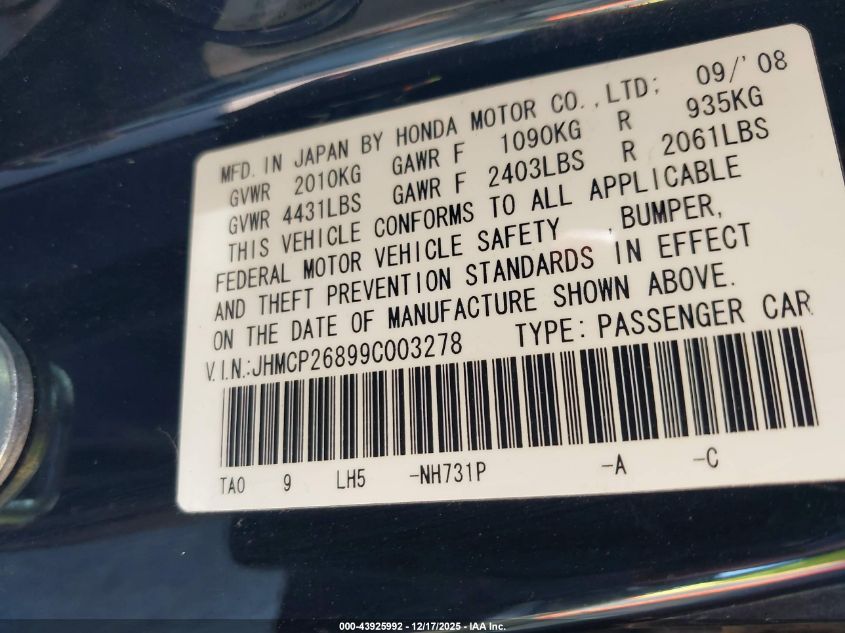 MFD. IN JAPAN BY HONDA MOTOR CO.,LTD; 09/'08
GVWR 2010KG GAWR F 1090KG R 935KG
GVWR 4431LBS GAWR F 2403LBS R 2061LBS
THIS VEHICLE CONFORMS TO ALL APPLICABLE
FEDERAL MOTOR VEHICLE SAFETY , BUMPER,
AND THEFT PREVENTION STANDARDS IN EFFECT
ON THE DATE OF MANUFACTURE SHOWN ABOVE.
V.I.N.:JHMCP26899C003278 TYPE: PASSENGER CAR
TA0 9 LH5 -NH731P -A -C
000-43925992 - 12/17/2025 - IAA Inc.